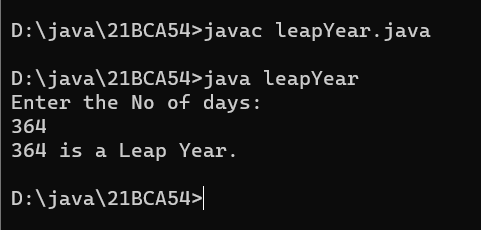 D:\java\21BCA54>javac leapYear.java
D:\java\21BCA54>java leapYear
Enter the No of days:
364
364 is a Leap Year.
D:\java\21BCA54>